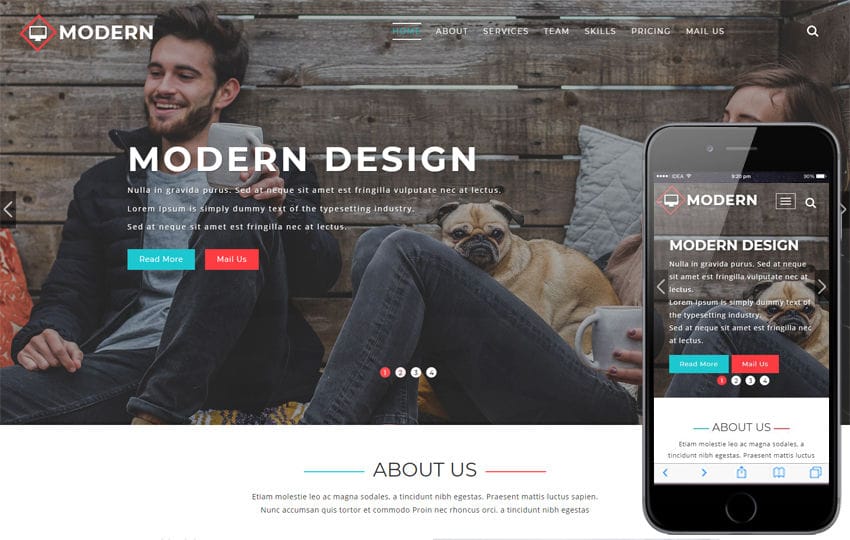 MODERN
HOME ABOUT SERVICES TEAM SKILLS PRICING MAIL US
MODERN DESIGN
Nulla in gravida purus. Sed at neque sit amet est fringilla vulputate nec at lectus.
Lorem Ipsum is simply dummy text of the typesetting industry.
Sed at neque sit amet est fringilla nec at lectus.
Read More Mail Us
1 2 3 4
ABOUT US
Etiam molestie leo ac magna sodales, a tincidunt nibh egestas. Praesent mattis luctus sapien.
Nunc accumsan quis tortor et commodo Proin nec rhoncus orci. a tincidunt nibh egestas
IDEA 9:20 pm 90%
MODERN
MODERN DESIGN
Nulla in gravida purus. Sed at neque
sit amet est fringilla vulputate nec at
lectus.
Lorem Ipsum is simply dummy text of
the typesetting industry.
Sed at neque sit amet est fringilla nec
at lectus.
Read More Mail Us
1 2 3 4
ABOUT US
Etiam molestie leo ac magna sodales, a
tincidunt nibh egestas. Praesent mattis luctus